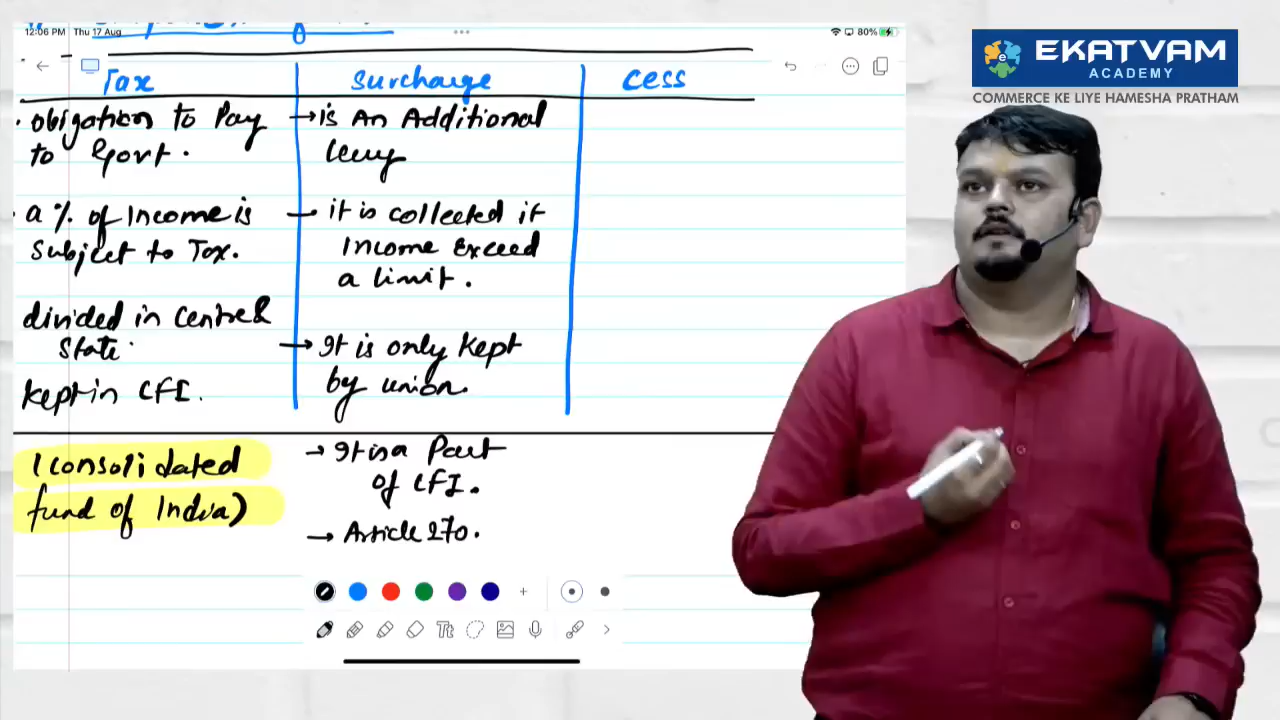 12:06 PM Thu 17 Aug
80%
Tax
Surcharge
Cess
obligation to Pay
to Govt.
a % of Income is
subject to Tax.
divided in Centre &
State
Kept in CFI.
(Consolidated
fund of India)
→ is An Additional
levy
it is collected if
Income Exceed
a limit.
→ It is only Kept
by union.
→ It is a Part
of CFI.
→ Article 270.
Tt
EKATVAM
ACADEMY
COMMERCE KE LIYE HAMESHA PRATHAM